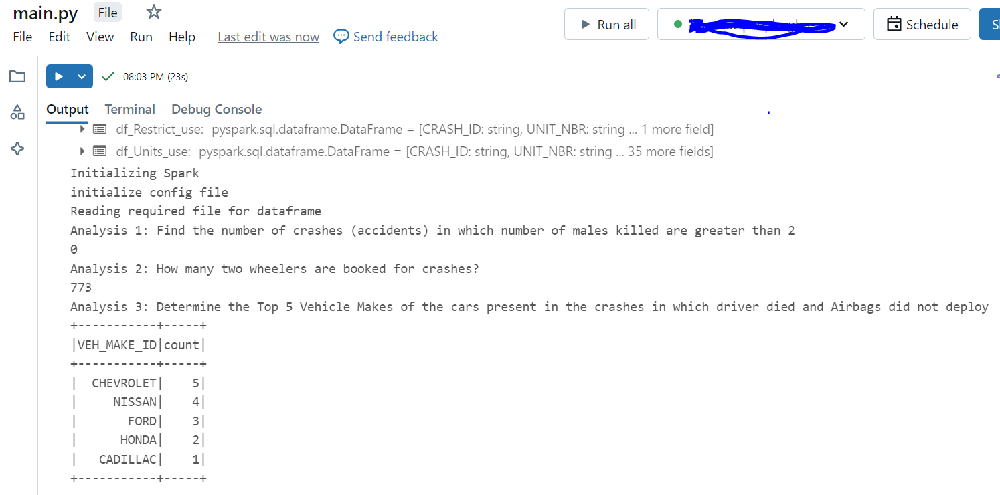 main.py File
File Edit View Run Help Last edit was now Send feedback
Run all
Schedule
08:03 PM (23s)
Output Terminal Debug Console
df_Restrict_use: pyspark.sql.dataframe.DataFrame = [CRASH_ID: string, UNIT_NBR: string ... 1 more field]
df_Units_use: pyspark.sql.dataframe.DataFrame = [CRASH_ID: string, UNIT_NBR: string ... 35 more fields]
Initializing Spark
initialize config file
Reading required file for dataframe
Analysis 1: Find the number of crashes (accidents) in which number of males killed are greater than 2
0
Analysis 2: How many two wheelers are booked for crashes?
773
Analysis 3: Determine the Top 5 Vehicle Makes of the cars present in the crashes in which driver died and Airbags did not deploy
+-----------+-----+
|VEH_MAKE_ID|count|
+-----------+-----+
|  CHEVROLET|    5|
|     NISSAN|    4|
|       FORD|    3|
|      HONDA|    2|
|   CADILLAC|    1|
+-----------+-----+